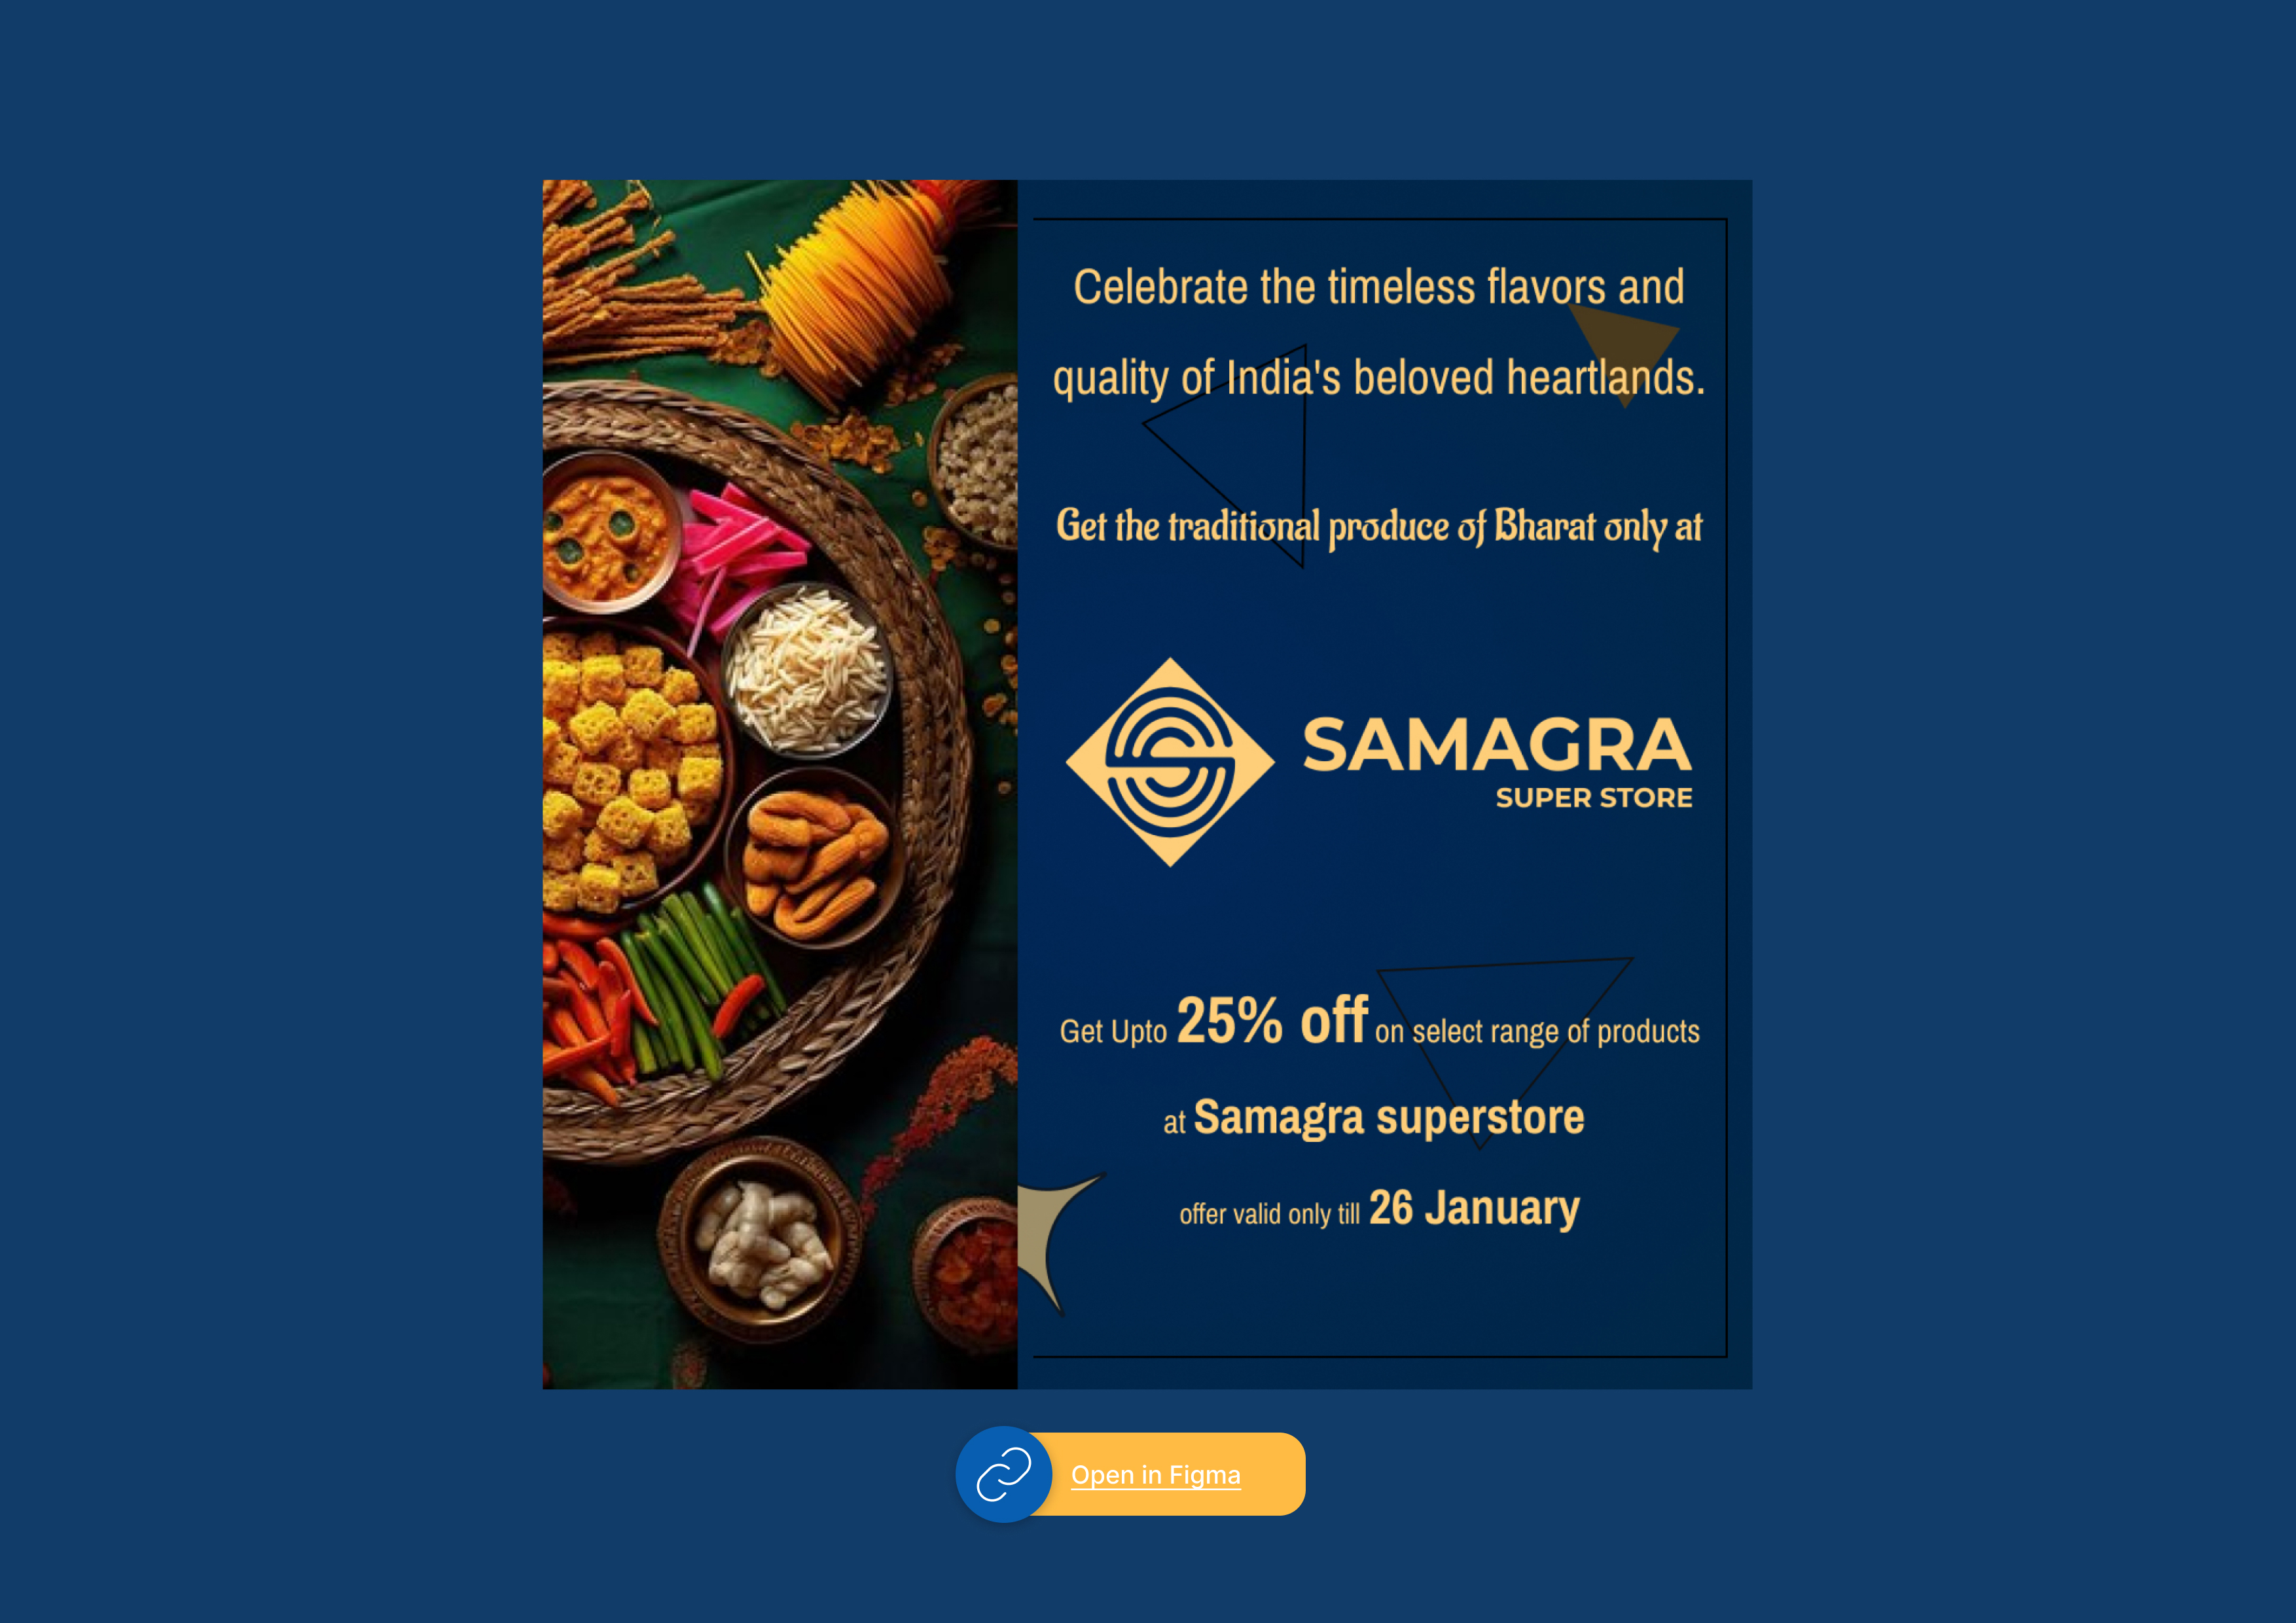 Celebrate the timeless flavors and
quality of India's beloved heartlands.
Get the traditional produce of Bharat only at
SAMAGRA
SUPER STORE
Get Upto 25% off on select range of products
at Samagra superstore
offer valid only till 26 January
Open in Figma